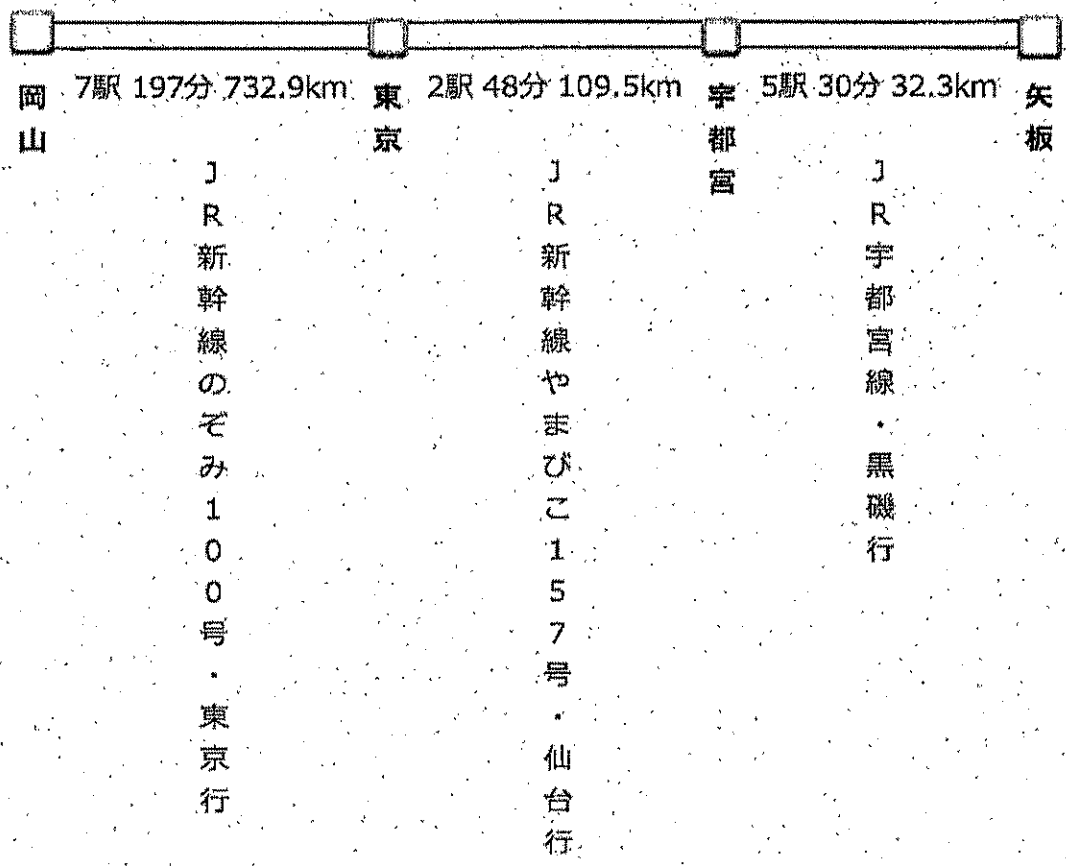 7駅 197分 732.9km
2駅 48分 109.5km
5駅 30分 32.3km
岡山
東京
宇都宮
矢板
JR新幹線のぞみ100号・東京行
JR新幹線やまびこ157号・仙台行
JR宇都宮線・黒磯行